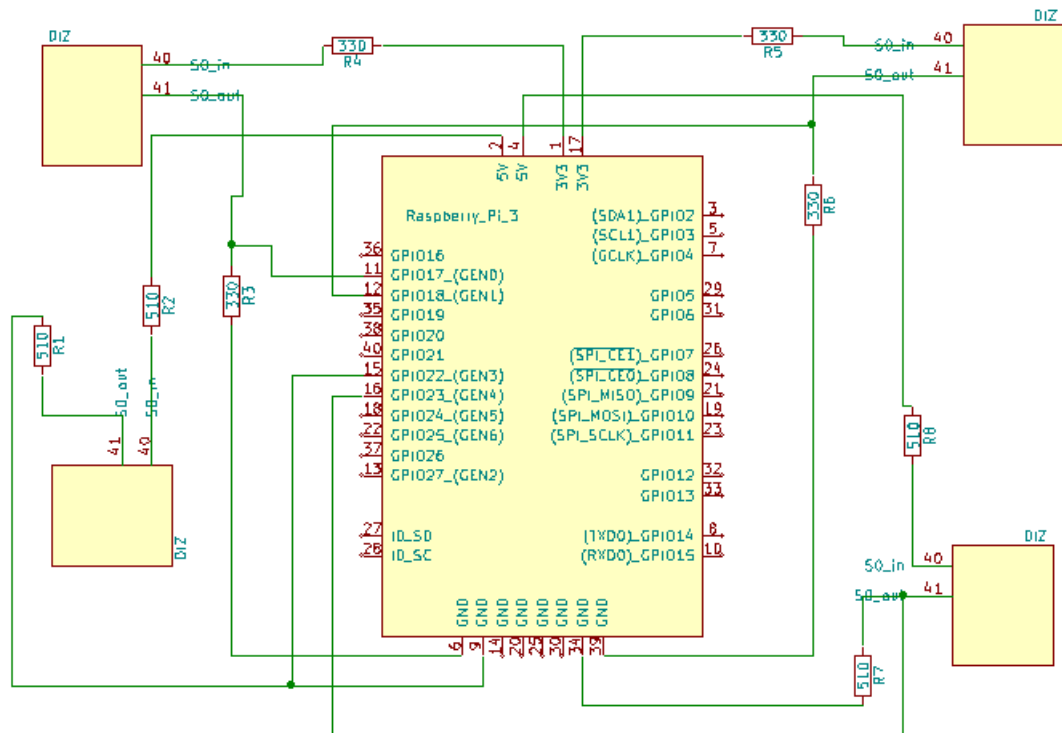 DIZ
40 S0_in
41 S0_out
330
R4
330
R5
DIZ
S0_in 40
S0_out 41
2 5V
4 5V
1 3V3
17 3V3
Raspberry_Pi_3
36 GPIO16
11 GPIO17_(GEN0)
12 GPIO18_(GEN1)
35 GPIO19
38 GPIO20
40 GPIO21
15 GPIO22_(GEN3)
16 GPIO23_(GEN4)
18 GPIO24_(GEN5)
22 GPIO25_(GEN6)
37 GPIO26
13 GPIO27_(GEN2)
27 ID_SD
28 ID_SC
(SDA1)_GPIO2 3
(SCL1)_GPIO3 5
(GCLK)_GPIO4 7
GPIO5 29
GPIO6 31
(SPI_CE1)_GPIO7 26
(SPI_CE0)_GPIO8 24
(SPI_MISO)_GPIO9 21
(SPI_MOSI)_GPIO10 19
(SPI_SCLK)_GPIO11 23
GPIO12 32
GPIO13 33
(TXD0)_GPIO14 8
(RXD0)_GPIO15 10
GND 6
GND 9
GND 14
GND 20
GND 25
GND 30
GND 34
GND 39
330
R6
330
R3
510
R2
510
R1
S0_out
S0_in
41
40
DIZ
510
R8
DIZ
S0_in 40
S0_out 41
510
R7